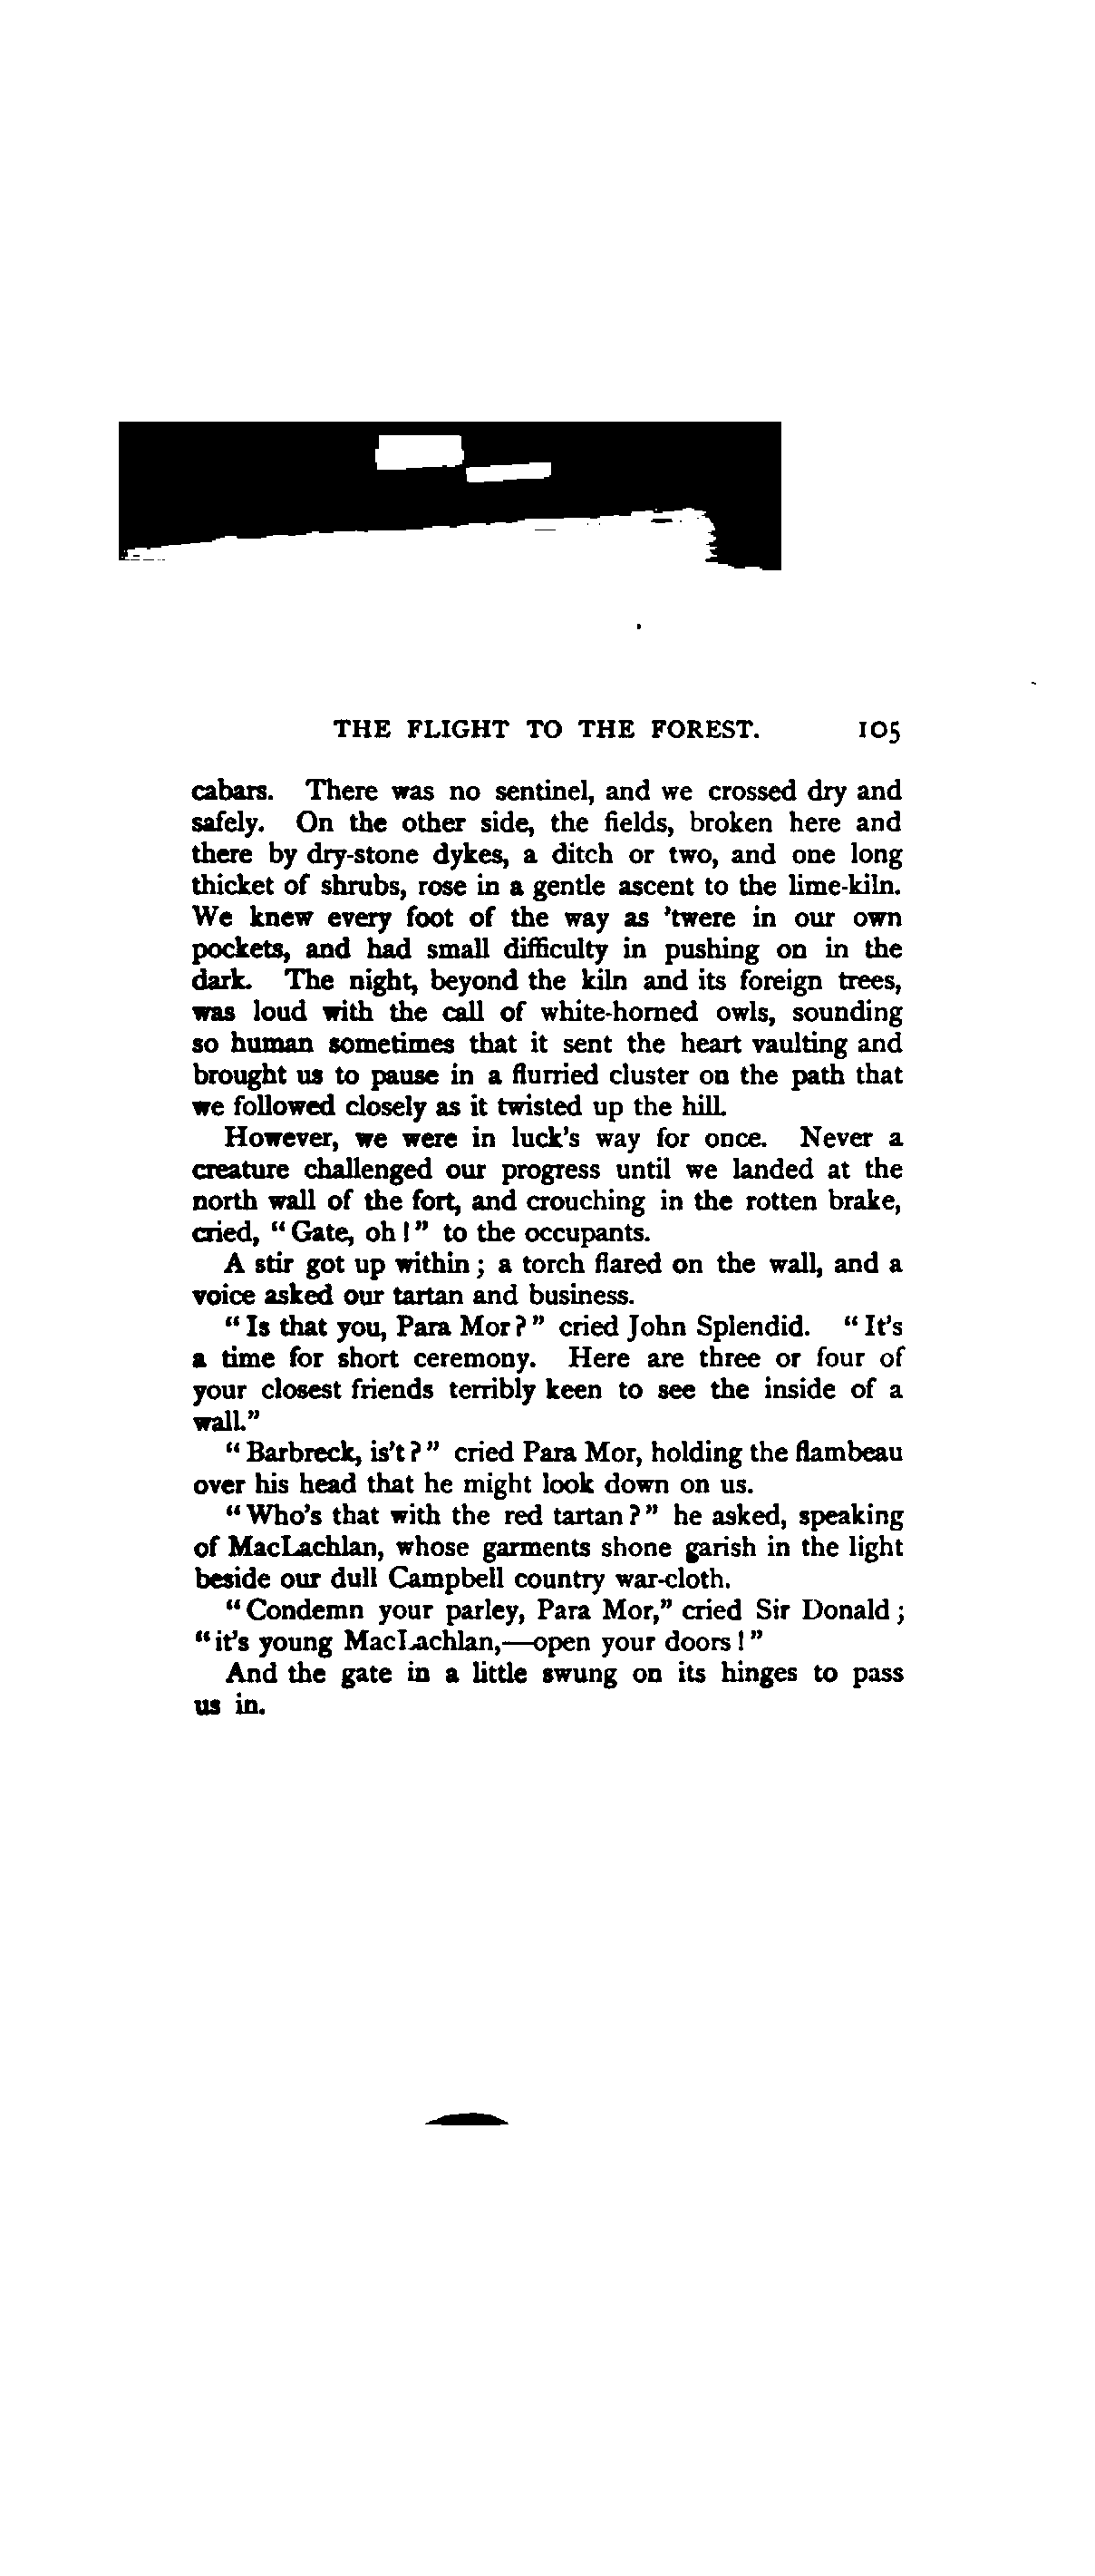 THE FLIGHT TO THE FOREST. 105
cabars. There was no sentinel, and we crossed dry and
safely. On the other side, the fields, broken here and
there by dry-stone dykes, a ditch or two, and one long
thicket of shrubs, rose in a gentle ascent to the lime-kiln.
We knew every foot of the way as 'twere in our own
pockets, and had small difficulty in pushing on in the
dark. The night, beyond the kiln and its foreign trees,
was loud with the call of white-horned owls, sounding
so human sometimes that it sent the heart vaulting and
brought us to pause in a flurried cluster on the path that
we followed closely as it twisted up the hill.
However, we were in luck's way for once. Never a
creature challenged our progress until we landed at the
north wall of the fort, and crouching in the rotten brake,
cried, "Gate, oh!" to the occupants.
A stir got up within; a torch flared on the wall, and a
voice asked our tartan and business.
"Is that you, Para Mor?" cried John Splendid. "It's
a time for short ceremony. Here are three or four of
your closest friends terribly keen to see the inside of a
wall."
"Barbreck, is't?" cried Para Mor, holding the flambeau
over his head that he might look down on us.
"Who's that with the red tartan?" he asked, speaking
of MacLachlan, whose garments shone garish in the light
beside our dull Campbell country war-cloth.
"Condemn your parley, Para Mor," cried Sir Donald;
"it's young MacLachlan,—open your doors!"
And the gate in a little swung on its hinges to pass
us in.